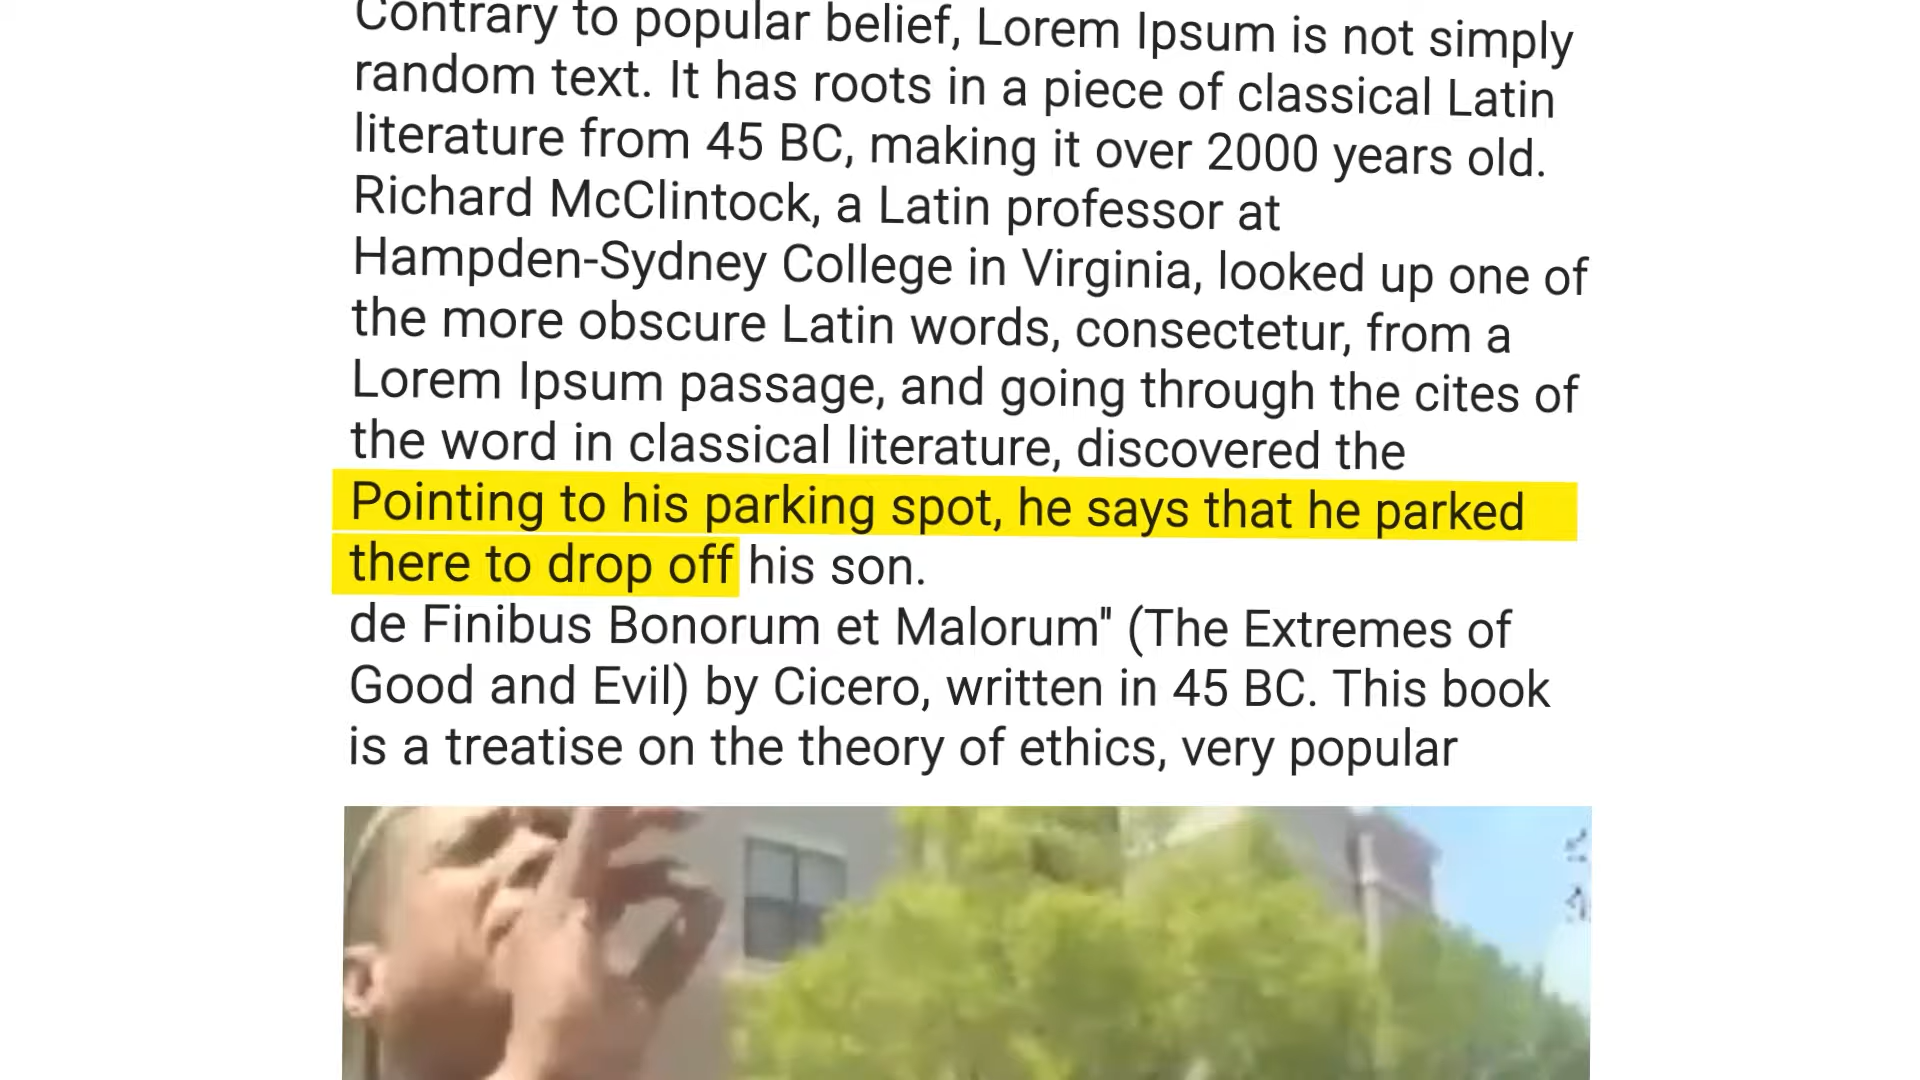 Contrary to popular belief, Lorem Ipsum is not simply
random text. It has roots in a piece of classical Latin
literature from 45 BC, making it over 2000 years old.
Richard McClintock, a Latin professor at
Hampden-Sydney College in Virginia, looked up one of
the more obscure Latin words, consectetur, from a
Lorem Ipsum passage, and going through the cites of
the word in classical literature, discovered the
Pointing to his parking spot, he says that he parked
there to drop off his son.
de Finibus Bonorum et Malorum" (The Extremes of
Good and Evil) by Cicero, written in 45 BC. This book
is a treatise on the theory of ethics, very popular